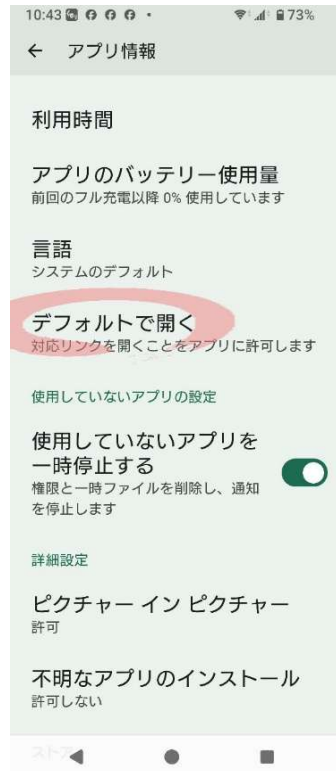 10:43 73%
← アプリ情報
利用時間
アプリのバッテリー使用量
前回のフル充電以降 0% 使用しています
言語
システムのデフォルト
デフォルトで開く
対応リンクを開くことをアプリに許可します
使用していないアプリの設定
使用していないアプリを
一時停止する
権限と一時ファイルを削除し、通知
を停止します
詳細設定
ピクチャー イン ピクチャー
許可
不明なアプリのインストール
許可しない
ストア